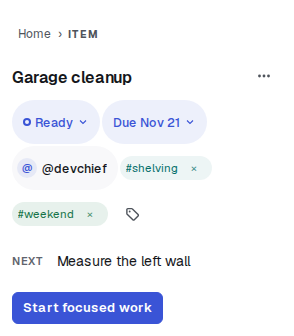 Home › ITEM
Garage cleanup
Ready Due Nov 21
@ @devchief #shelving ×
#weekend ×
NEXT Measure the left wall
Start focused work